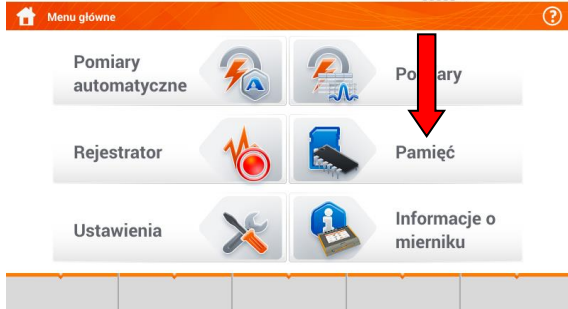 Menu główne
?
Pomiary
automatyczne
Pomiary
Rejestrator
Pamięć
Ustawienia
Informacje o
mierniku